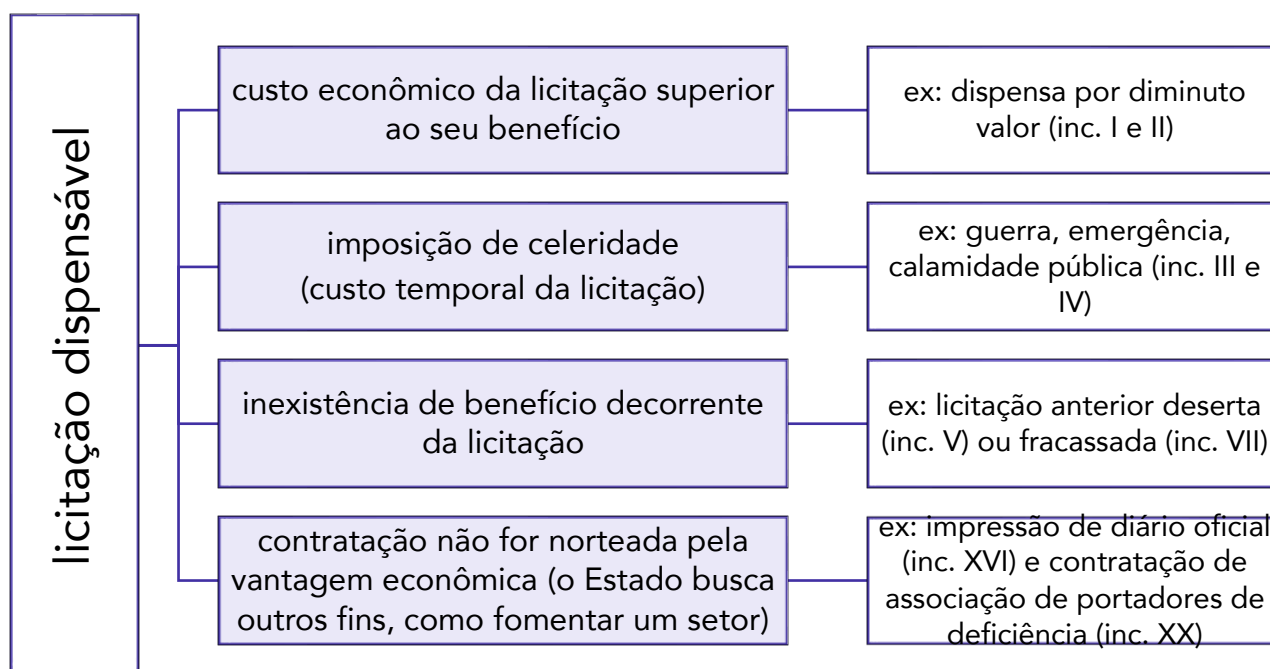 licitação dispensável
custo econômico da licitação superior
ao seu benefício
ex: dispensa por diminuto
valor (inc. I e II)
imposição de celeridade
(custo temporal da licitação)
ex: guerra, emergência,
calamidade pública (inc. III e
IV)
inexistência de benefício decorrente
da licitação
ex: licitação anterior deserta
(inc. V) ou fracassada (inc. VII)
contratação não for norteada pela
vantagem econômica (o Estado busca
outros fins, como fomentar um setor)
ex: impressão de diário oficial
(inc. XVI) e contratação de
associação de portadores de
deficiência (inc. XX)